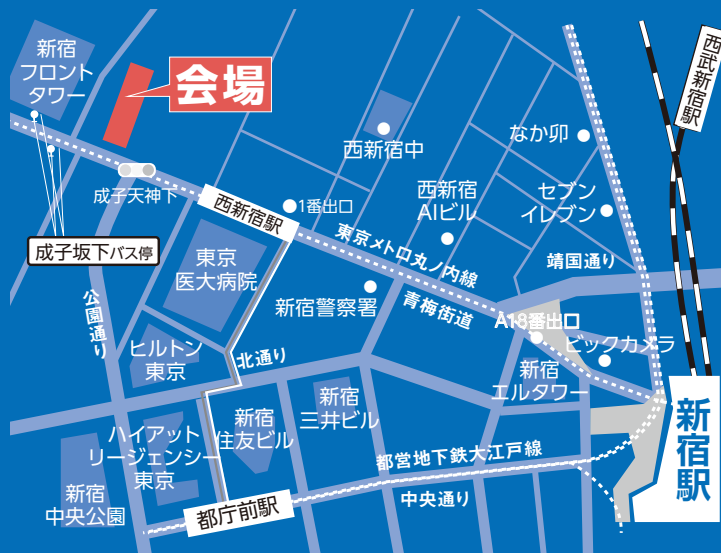 新宿
フロント
タワー
会場
西武新宿駅
なか卯
西新宿中
成子天神下
西新宿駅
1番出口
西新宿
AIビル
セブン
イレブン
成子坂下バス停
東京
医大病院
東京メトロ丸ノ内線
靖国通り
公園通り
新宿警察署
青梅街道
A18番出口
ビックカメラ
ヒルトン
東京
北通り
新宿
エルタワー
新宿
三井ビル
新宿
住友ビル
ハイアット
リージェンシー
東京
新宿駅
都営地下鉄大江戸線
新宿
中央公園
都庁前駅
中央通り